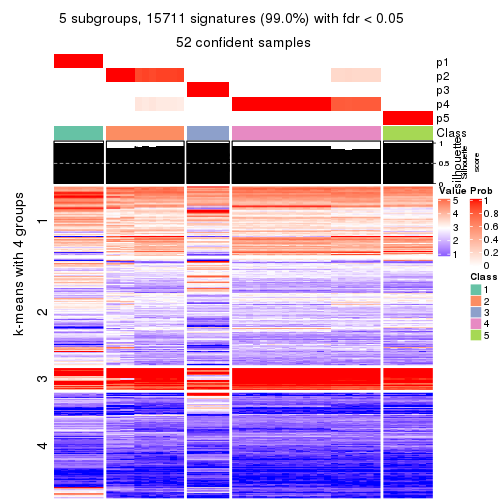 5 subgroups, 15711 signatures (99.0%) with fdr < 0.05
52 confident samples
p1
p2
p3
p4
p5
Class
1
0.5
0
silhouette
Silhouette
score
k-means with 4 groups
1
2
3
4
Value
5
4
3
2
1
Prob
1
0.8
0.6
0.4
0.2
0
Class
1
2
3
4
5